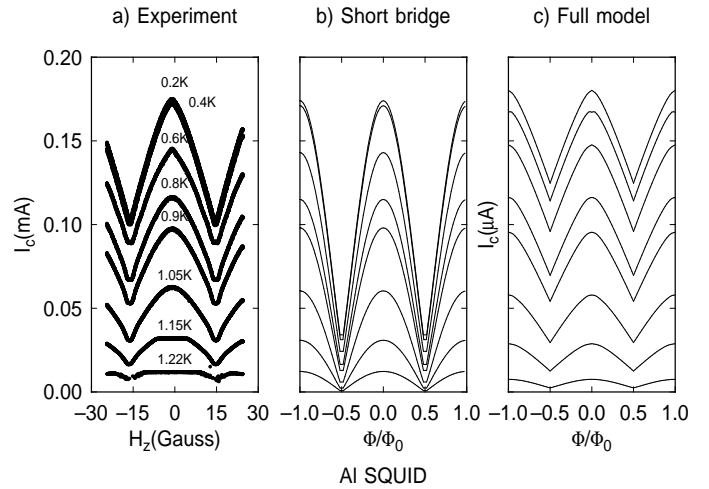 a) Experiment
b) Short bridge
c) Full model
0.20
0.15
0.10
0.05
0.00
I_c(mA)
0.2K
0.4K
0.6K
0.8K
0.9K
1.05K
1.15K
1.22K
−30 −15 0 15 30
H_z(Gauss)
−1.0 −0.5 0.0 0.5 1.0
Φ/Φ_0
I_c(µA)
−1.0 −0.5 0.0 0.5 1.0
Φ/Φ_0
Al SQUID